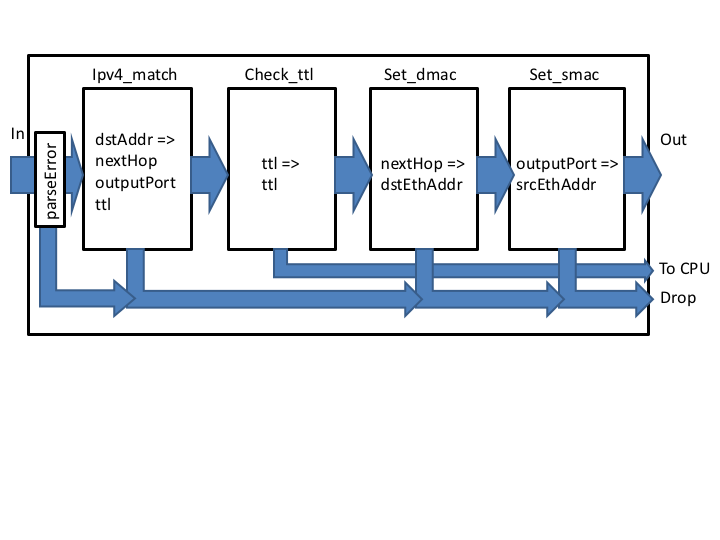 Ipv4_match
Check_ttl
Set_dmac
Set_smac
In
parseError
dstAddr =>
nextHop
outputPort
ttl
ttl =>
ttl
nextHop =>
dstEthAddr
outputPort =>
srcEthAddr
Out
To CPU
Drop